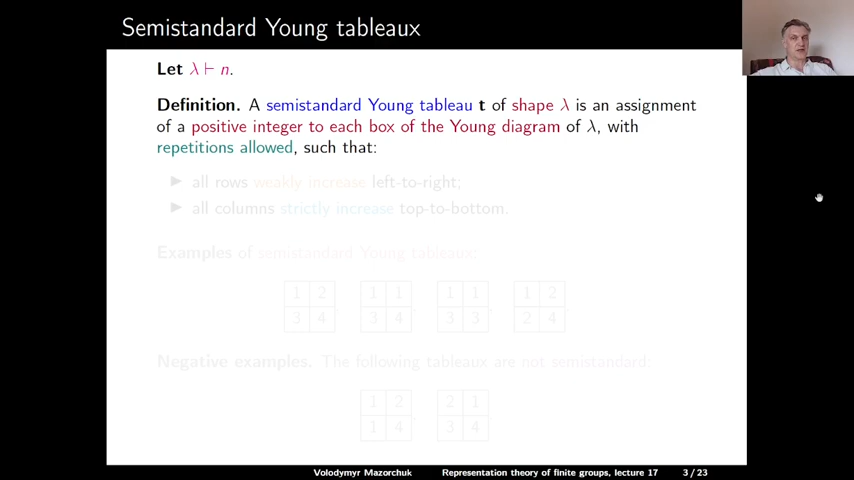 Semistandard Young tableaux
Let λ ⊢ n.
Definition. A semistandard Young tableau t of shape λ is an assignment
of a positive integer to each box of the Young diagram of λ, with
repetitions allowed, such that:
▶ all rows weakly increase left-to-right;
▶ all columns strictly increase top-to-bottom.
Examples of semistandard Young tableaux:
1 2 1 1 1 1 1 2
3 4 , 3 4 , 3 3 , 2 4 .
Negative examples. The following tableaux are not semistandard:
1 2 2 1
1 4 , 3 4
Volodymyr Mazorchuk Representation theory of finite groups, lecture 17 3 / 23